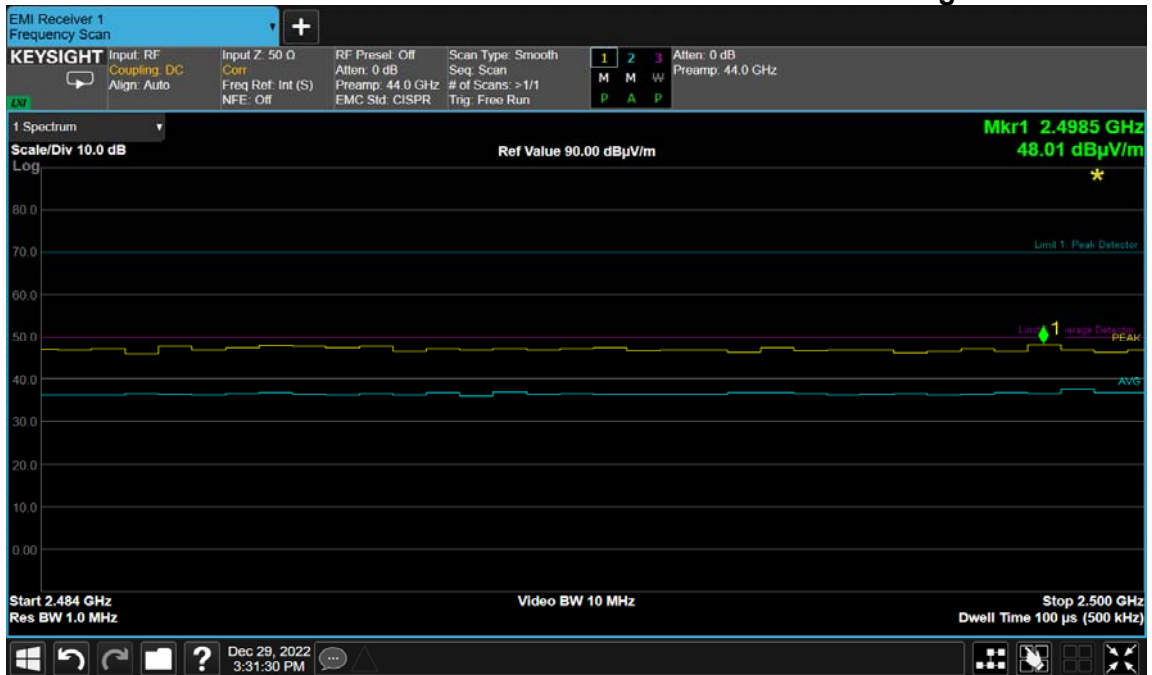 EMI Receiver 1
Frequency Scan
+
KEYSIGHT
Input: RF
Coupling: DC
Align: Auto
LXI
Input Z: 50 Ω
Corr
Freq Ref: Int (S)
NFE: Off
RF Presel: Off
Atten: 0 dB
Preamp: 44.0 GHz
EMC Std: CISPR
Scan Type: Smooth
Seq: Scan
# of Scans: >1/1
Trig: Free Run
1 2 3
M M W
P A P
Atten: 0 dB
Preamp: 44.0 GHz
1 Spectrum
Scale/Div 10.0 dB
Log
Ref Value 90.00 dBµV/m
Mkr1 2.4985 GHz
48.01 dBµV/m
*
80.0
70.0
Limit 1: Peak Detector
60.0
50.0
1
PEAK
40.0
AVG
30.0
20.0
10.0
0.00
Start 2.484 GHz
Res BW 1.0 MHz
Video BW 10 MHz
Stop 2.500 GHz
Dwell Time 100 µs (500 kHz)
?
Dec 29, 2022
3:31:30 PM